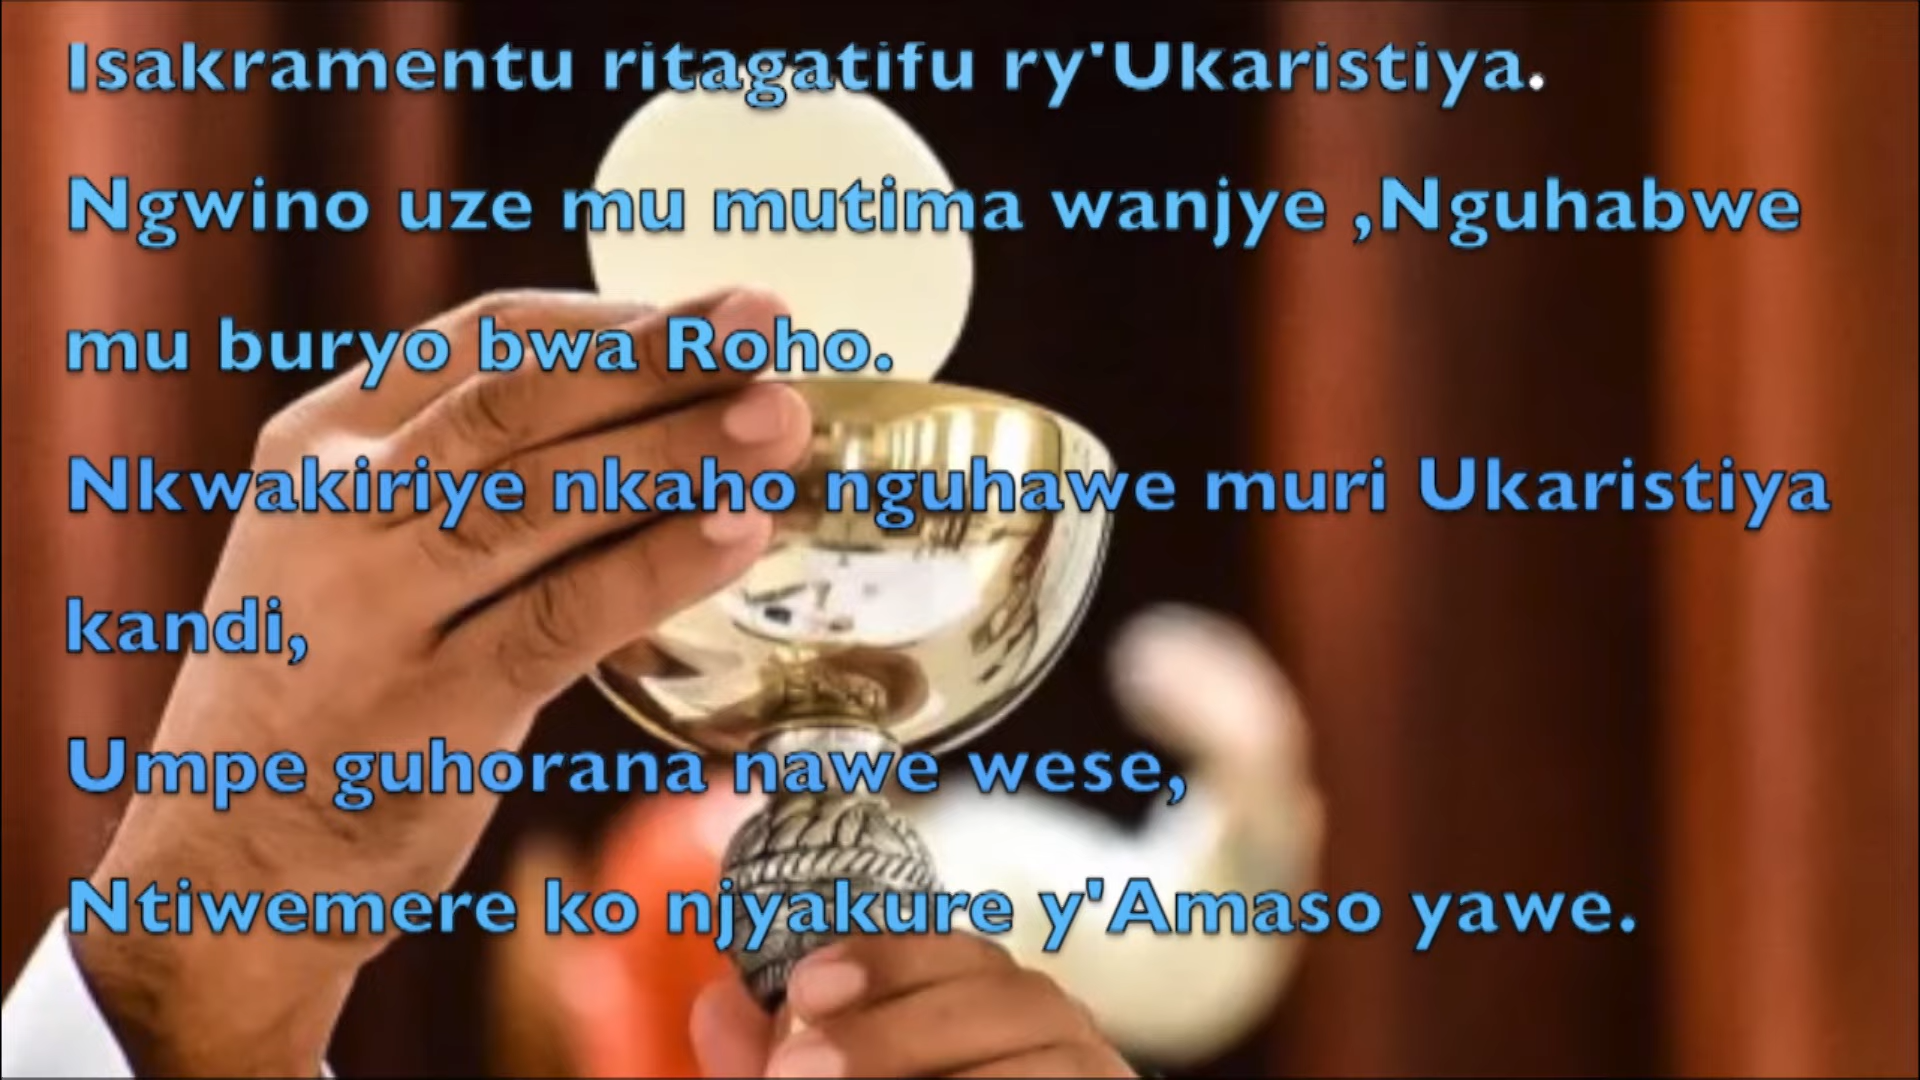 Isakramentu ritagatifu ry'Ukaristiya.
Ngwino uze mu mutima wanjye ,Nguhabwe
mu buryo bwa Roho.
Nkwakiriye nkaho nguhawe muri Ukaristiya
kandi,
Umpe guhorana nawe wese,
Ntiwemere ko njyakure y'Amaso yawe.